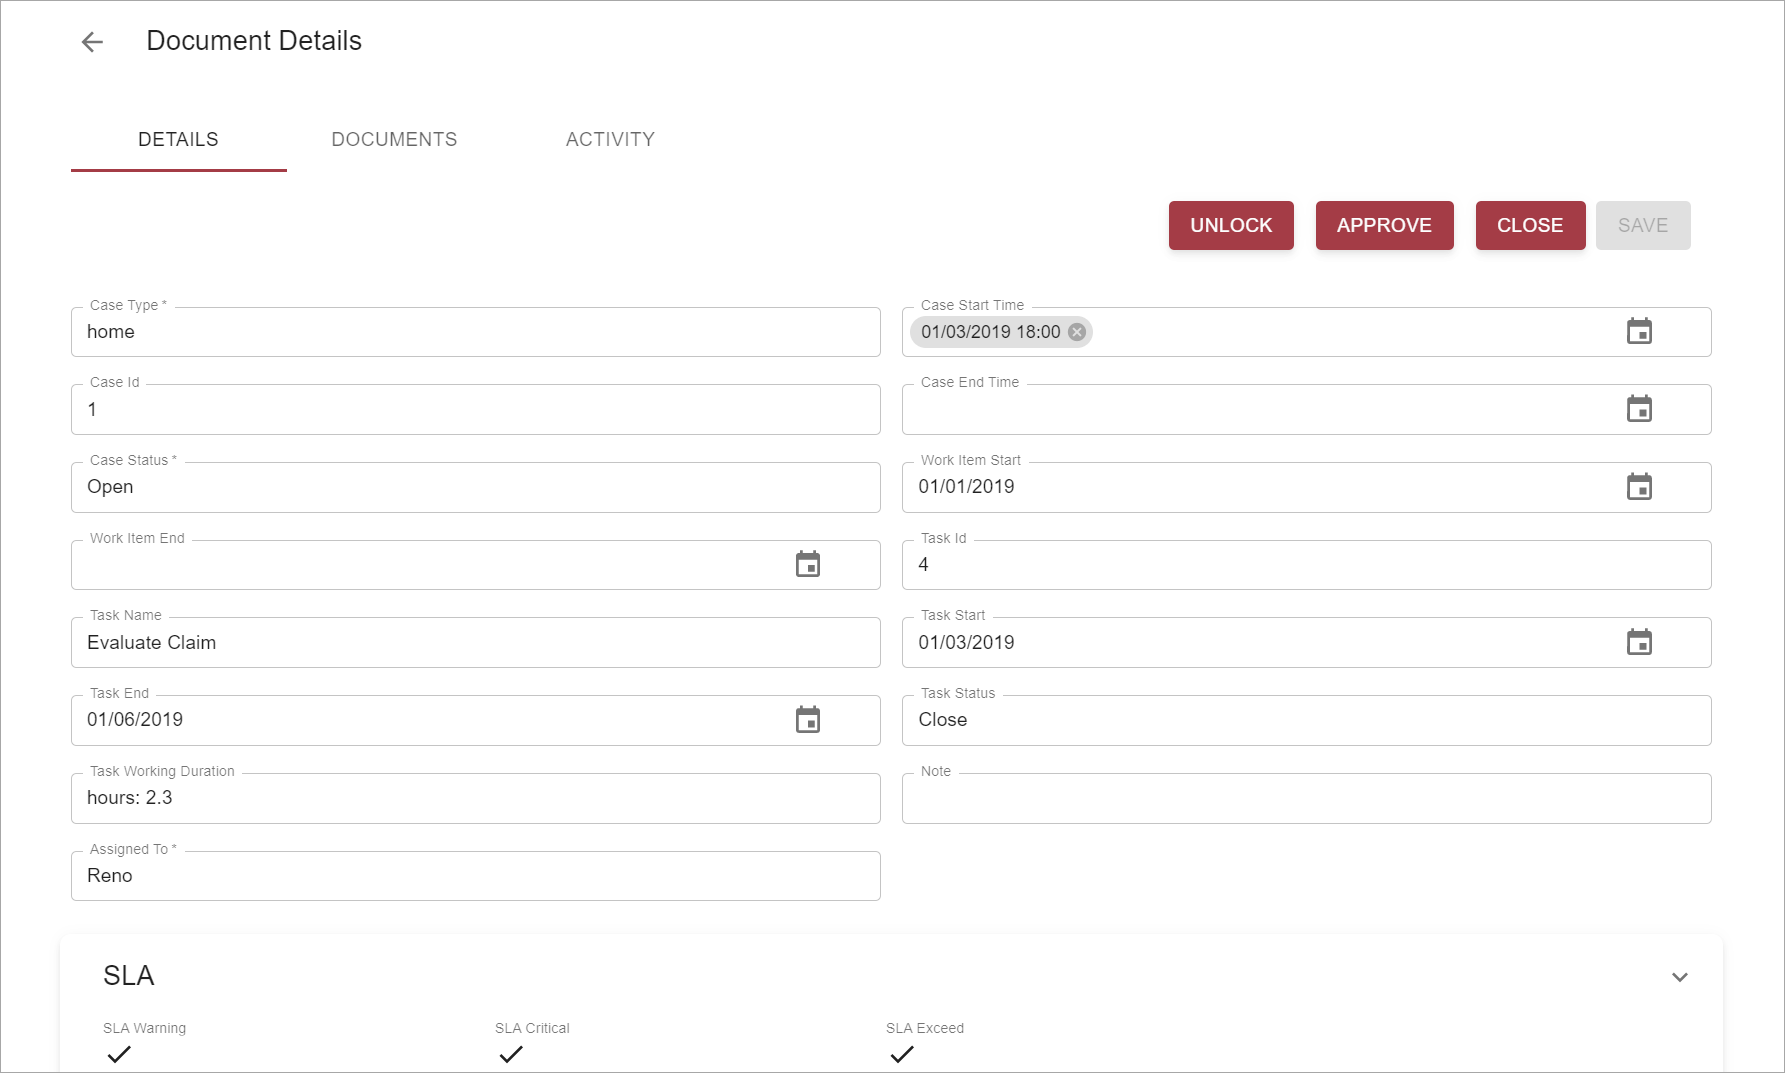 Document Details
DETAILS
DOCUMENTS
ACTIVITY
UNLOCK
APPROVE
CLOSE
SAVE
Case Type *
home
Case Start Time
01/03/2019 18:00
Case Id
1
Case End Time
Case Status *
Open
Work Item Start
01/01/2019
Work Item End
Task Id
4
Task Name
Evaluate Claim
Task Start
01/03/2019
Task End
01/06/2019
Task Status
Close
Task Working Duration
hours: 2.3
Note
Assigned To *
Reno
SLA
SLA Warning
SLA Critical
SLA Exceed